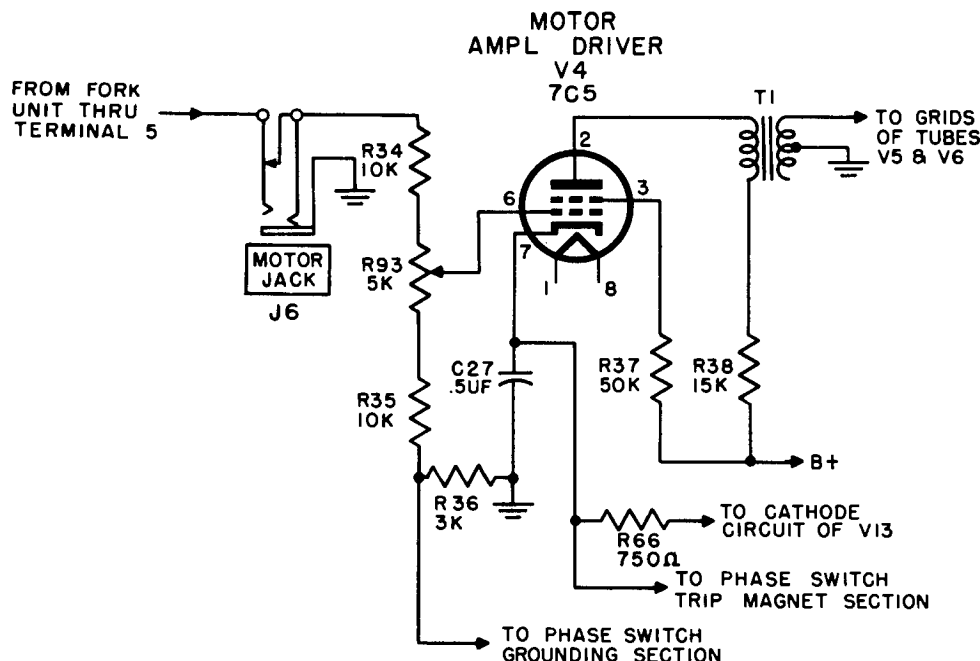 MOTOR
AMPL DRIVER
V4
7C5
FROM FORK
UNIT THRU
TERMINAL 5
T1
TO GRIDS
OF TUBES
V5 & V6
R34
10K
2
6
3
7
1
8
MOTOR
JACK
J6
R93
5K
C27
.5UF
R37
50K
R38
15K
R35
10K
B+
R36
3K
TO CATHODE
CIRCUIT OF V13
R66
750Ω
TO PHASE SWITCH
TRIP MAGNET SECTION
TO PHASE SWITCH
GROUNDING SECTION